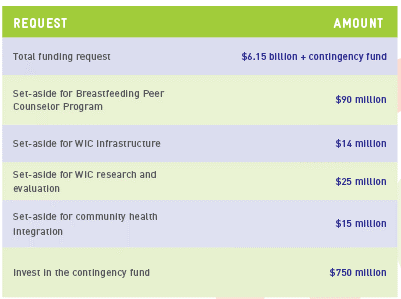 REQUEST AMOUNT
Total funding request $6.15 billion + contingency fund
Set-aside for Breastfeeding Peer
Counselor Program $90 million
Set-aside for WIC infrastructure $14 million
Set-aside for WIC research and
evaluation $25 million
Set-aside for community health
integration $15 million
Invest in the contingency fund $750 million